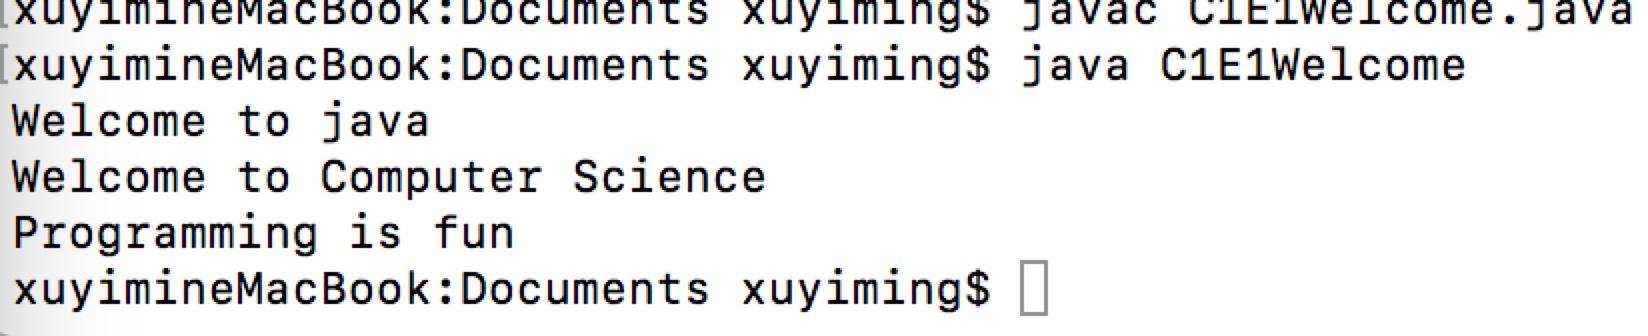 xuyimineMacBook:Documents xuyiming$ javac C1E1Welcome.java
xuyimineMacBook:Documents xuyiming$ java C1E1Welcome
Welcome to java
Welcome to Computer Science
Programming is fun
xuyimineMacBook:Documents xuyiming$